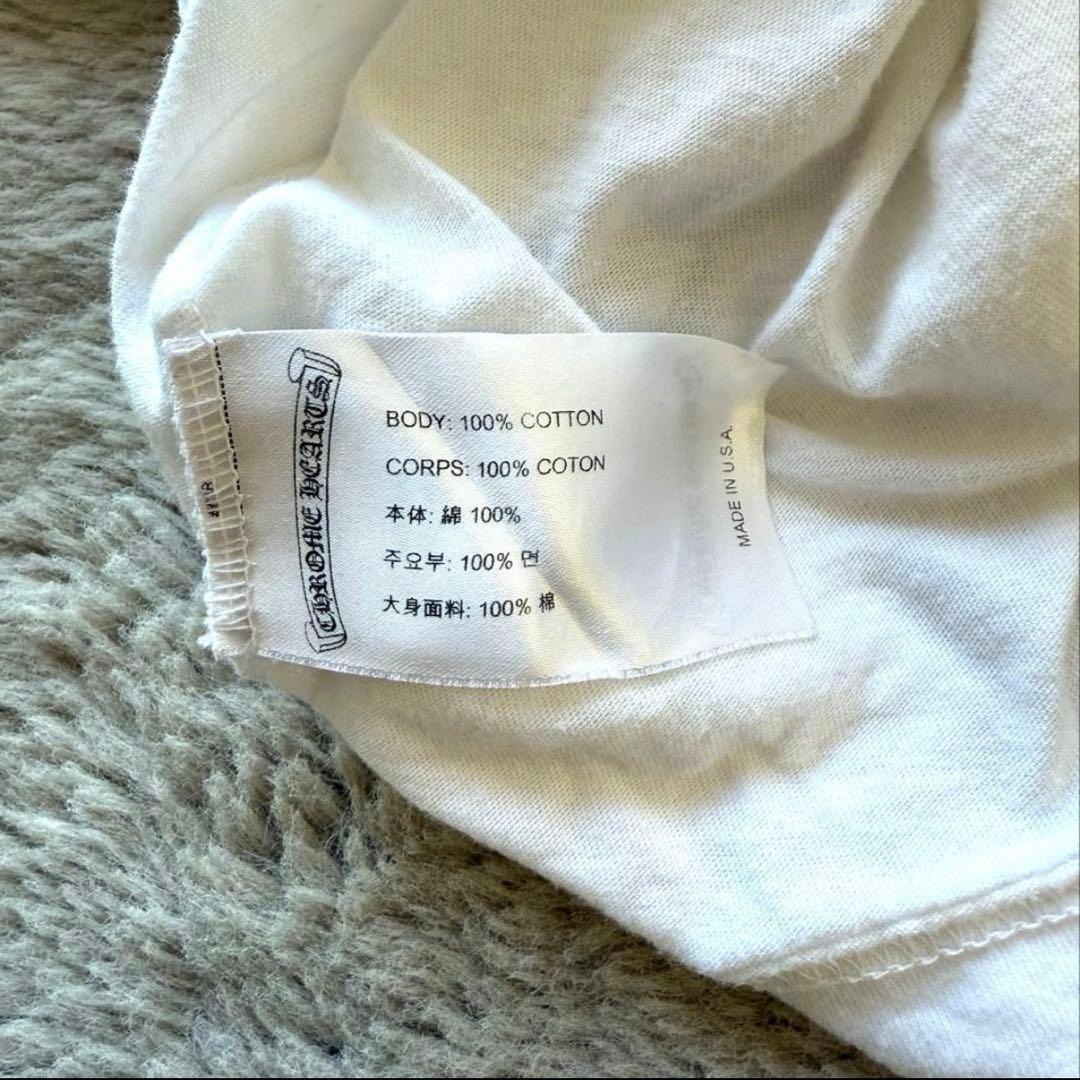 CHROME HEARTS
BODY: 100% COTTON
CORPS: 100% COTON
本体: 綿 100%
주요부: 100% 면
大身面料: 100% 棉
MADE IN U.S.A.